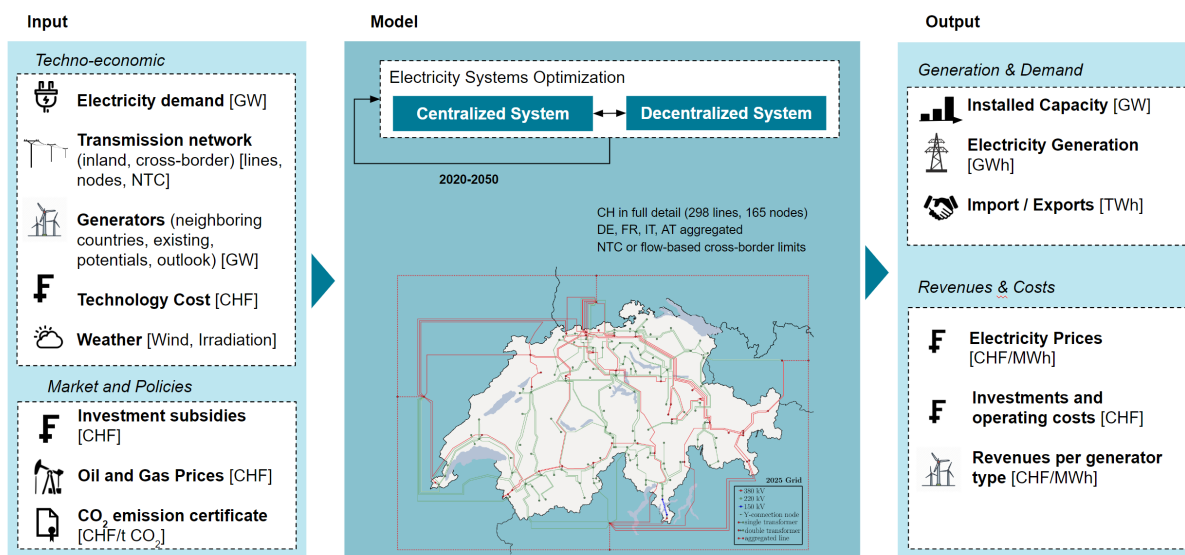 Input
Techno-economic
Electricity demand [GW]
Transmission network
(inland, cross-border) [lines,
nodes, NTC]
Generators (neighboring
countries, existing,
potentials, outlook) [GW]
Technology Cost [CHF]
Weather [Wind, Irradiation]
Market and Policies
Investment subsidies
[CHF]
Oil and Gas Prices [CHF]
CO2 emission certificate
[CHF/t CO2]
Model
Electricity Systems Optimization
Centralized System
Decentralized System
2020-2050
CH in full detail (298 lines, 165 nodes)
DE, FR, IT, AT aggregated
NTC or flow-based cross-border limits
2025 Grid
380 kV
220 kV
150 kV
Y-connection node
single transformer
double transformer
aggregated line
Output
Generation & Demand
Installed Capacity [GW]
Electricity Generation
[GWh]
Import / Exports [TWh]
Revenues & Costs
Electricity Prices
[CHF/MWh]
Investments and
operating costs [CHF]
Revenues per generator
type [CHF/MWh]